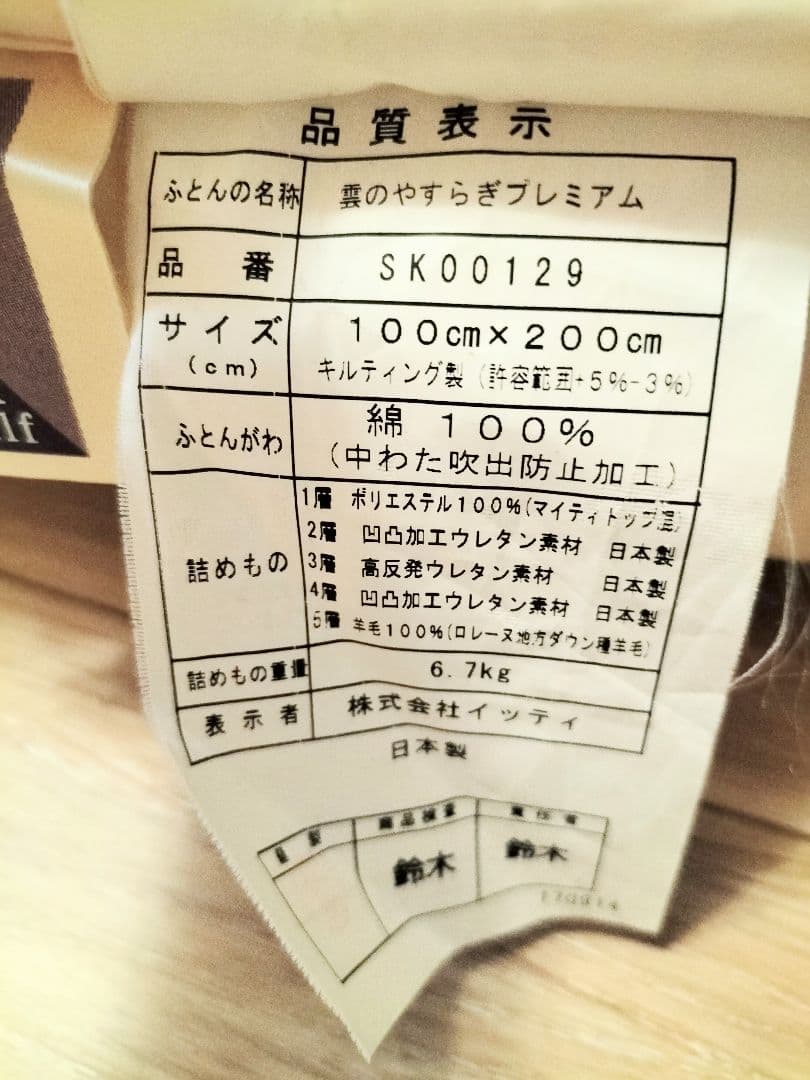 品質表示
ふとんの名称 雲のやすらぎプレミアム
品番 SK00129
サイズ 100cm×200cm
(cm) キルティング製(許容範囲+5%-3%)
ふとんがわ 綿 100%
(中わた吹出防止加工)
詰めもの
1層 ポリエステル100%(マイティトップ混)
2層 凹凸加工ウレタン素材 日本製
3層 高反発ウレタン素材 日本製
4層 凹凸加工ウレタン素材 日本製
5層 羊毛100%(ロレーヌ地方ダウン種羊毛)
詰めもの重量 6.7kg
表示者 株式会社イッティ
日本製
商品検査 責任者
鈴木 鈴木
lf